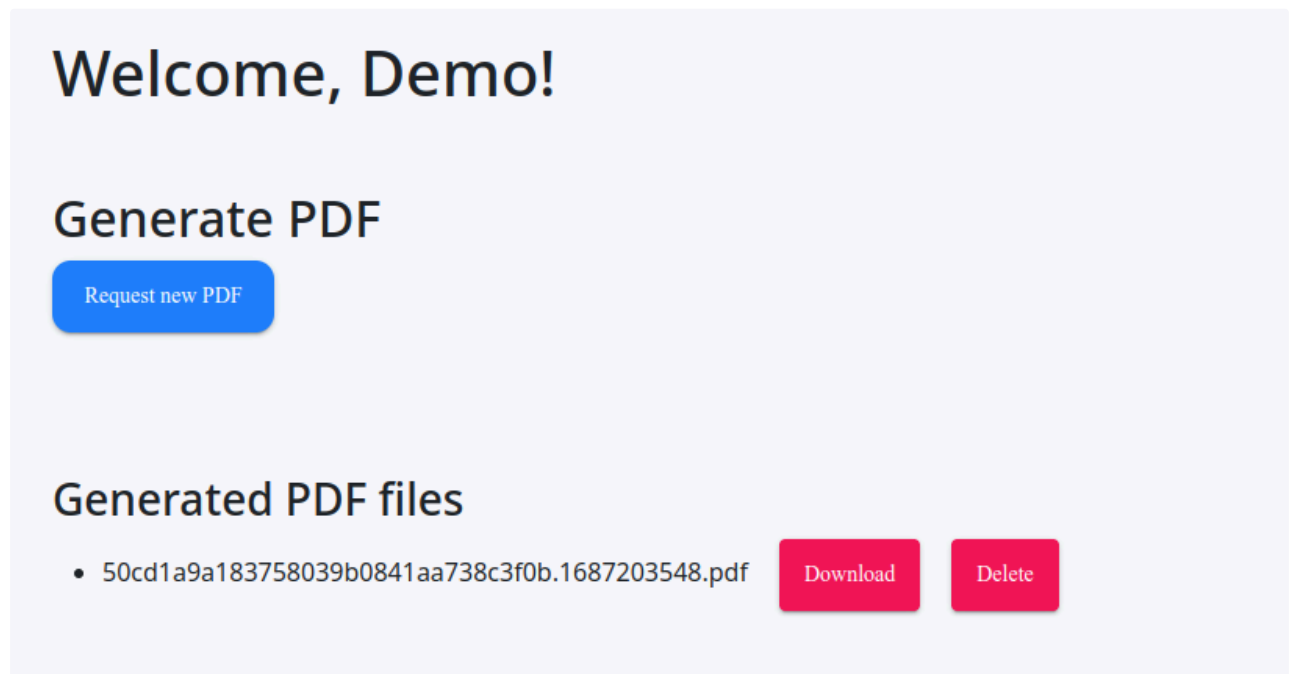 Welcome, Demo!
Generate PDF
Request new PDF
Generated PDF files
50cd1a9a183758039b0841aa738c3f0b.1687203548.pdf Download Delete